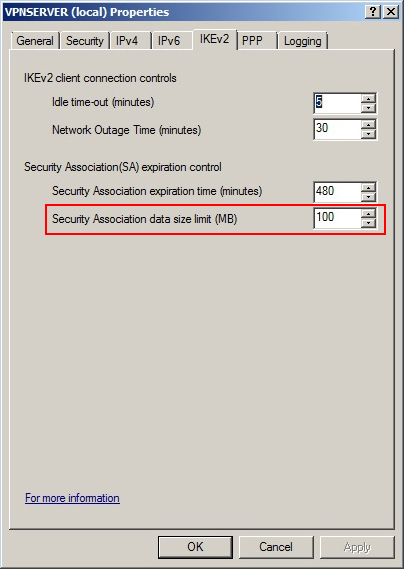 VPNSERVER (local) Properties
General Security IPv4 IPv6 IKEv2 PPP Logging
IKEv2 client connection controls
Idle time-out (minutes) 5
Network Outage Time (minutes) 30
Security Association(SA) expiration control
Security Association expiration time (minutes) 480
Security Association data size limit (MB) 100
For more information
OK Cancel Apply